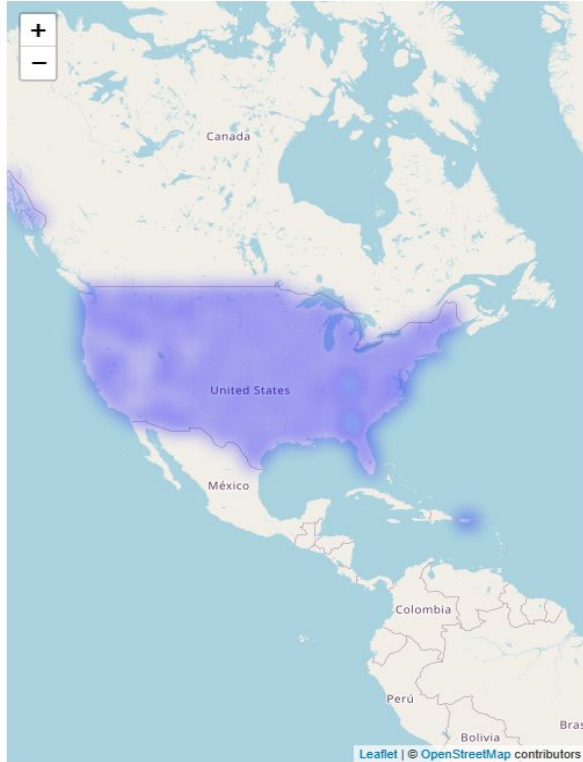 +
−
Canada
United States
México
Colombia
Perú
Bras
Bolivia
Leaflet | © OpenStreetMap contributors